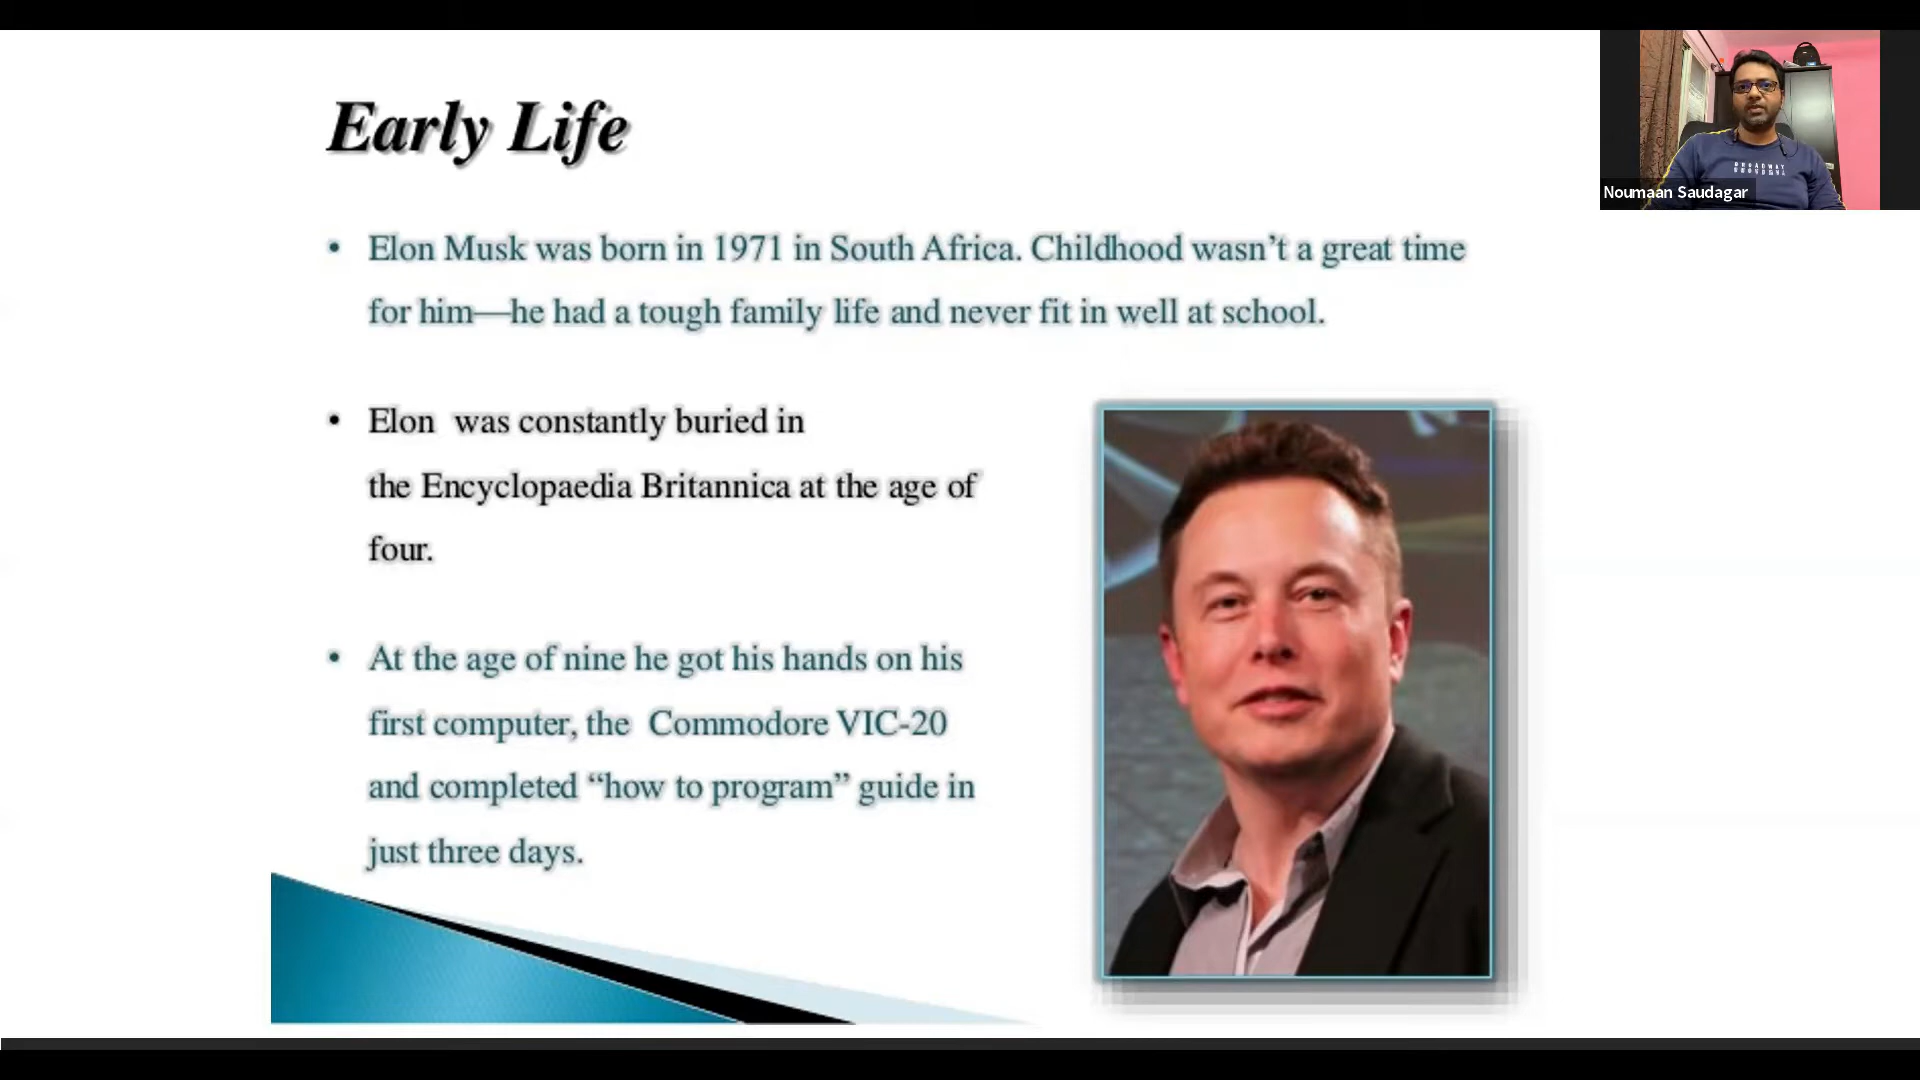 Early Life
• Elon Musk was born in 1971 in South Africa. Childhood wasn’t a great time
for him—he had a tough family life and never fit in well at school.
• Elon was constantly buried in
the Encyclopaedia Britannica at the age of
four.
• At the age of nine he got his hands on his
first computer, the Commodore VIC-20
and completed “how to program” guide in
just three days.
BROADWAY
Noumaan Saudagar